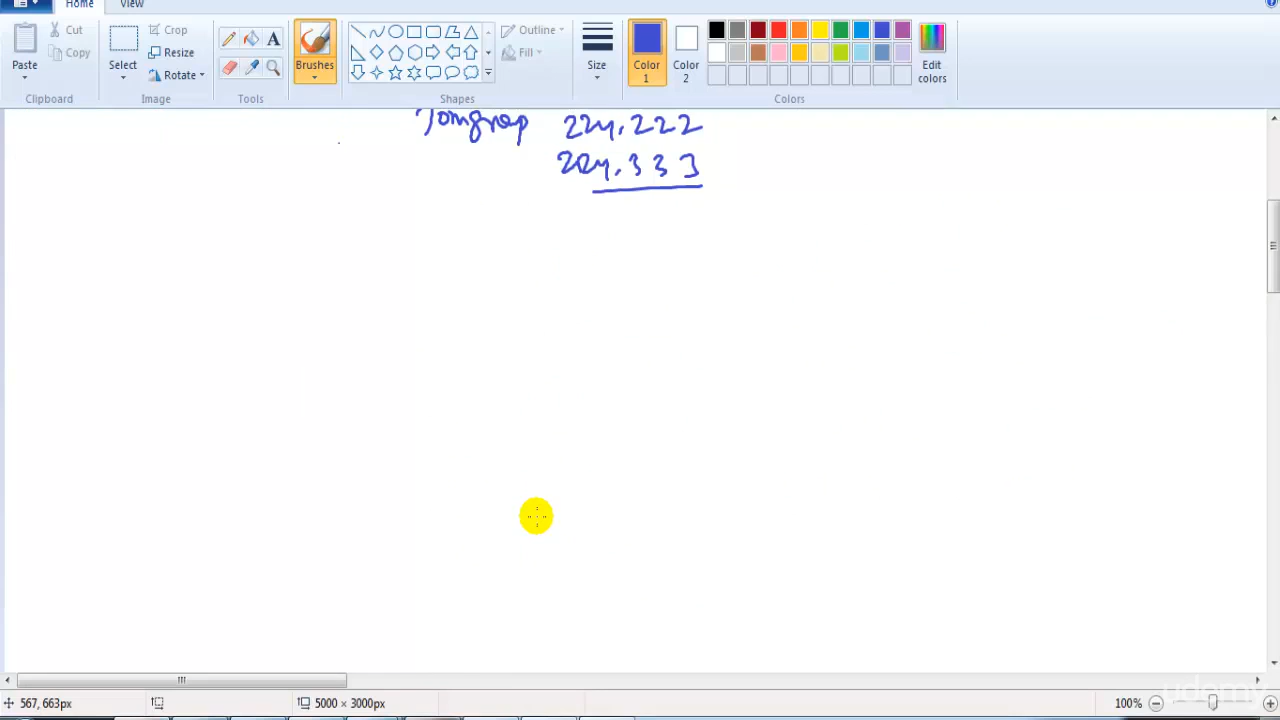 Home View
Cut
Copy
Paste
Clipboard
Select
Crop
Resize
Rotate
Image
A
Tools
Brushes
Outline
Fill
Shapes
Size
Color 1
Color 2
Edit colors
Colors
224.222
224.333
567, 663px
5000 × 3000px
100%
udemy